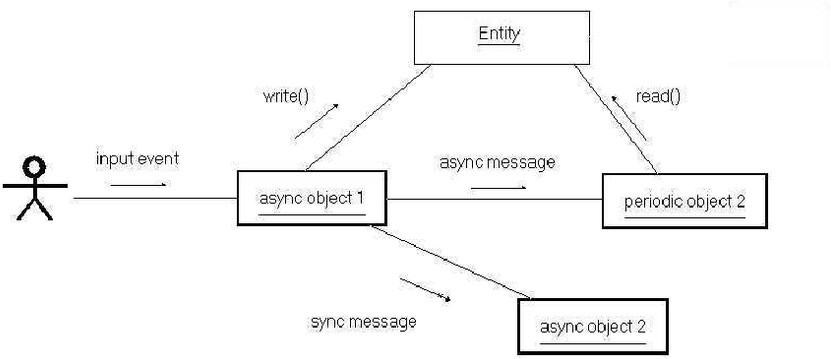 Entity
write()
read()
input event
async message
async object 1
periodic object 2
sync message
async object 2